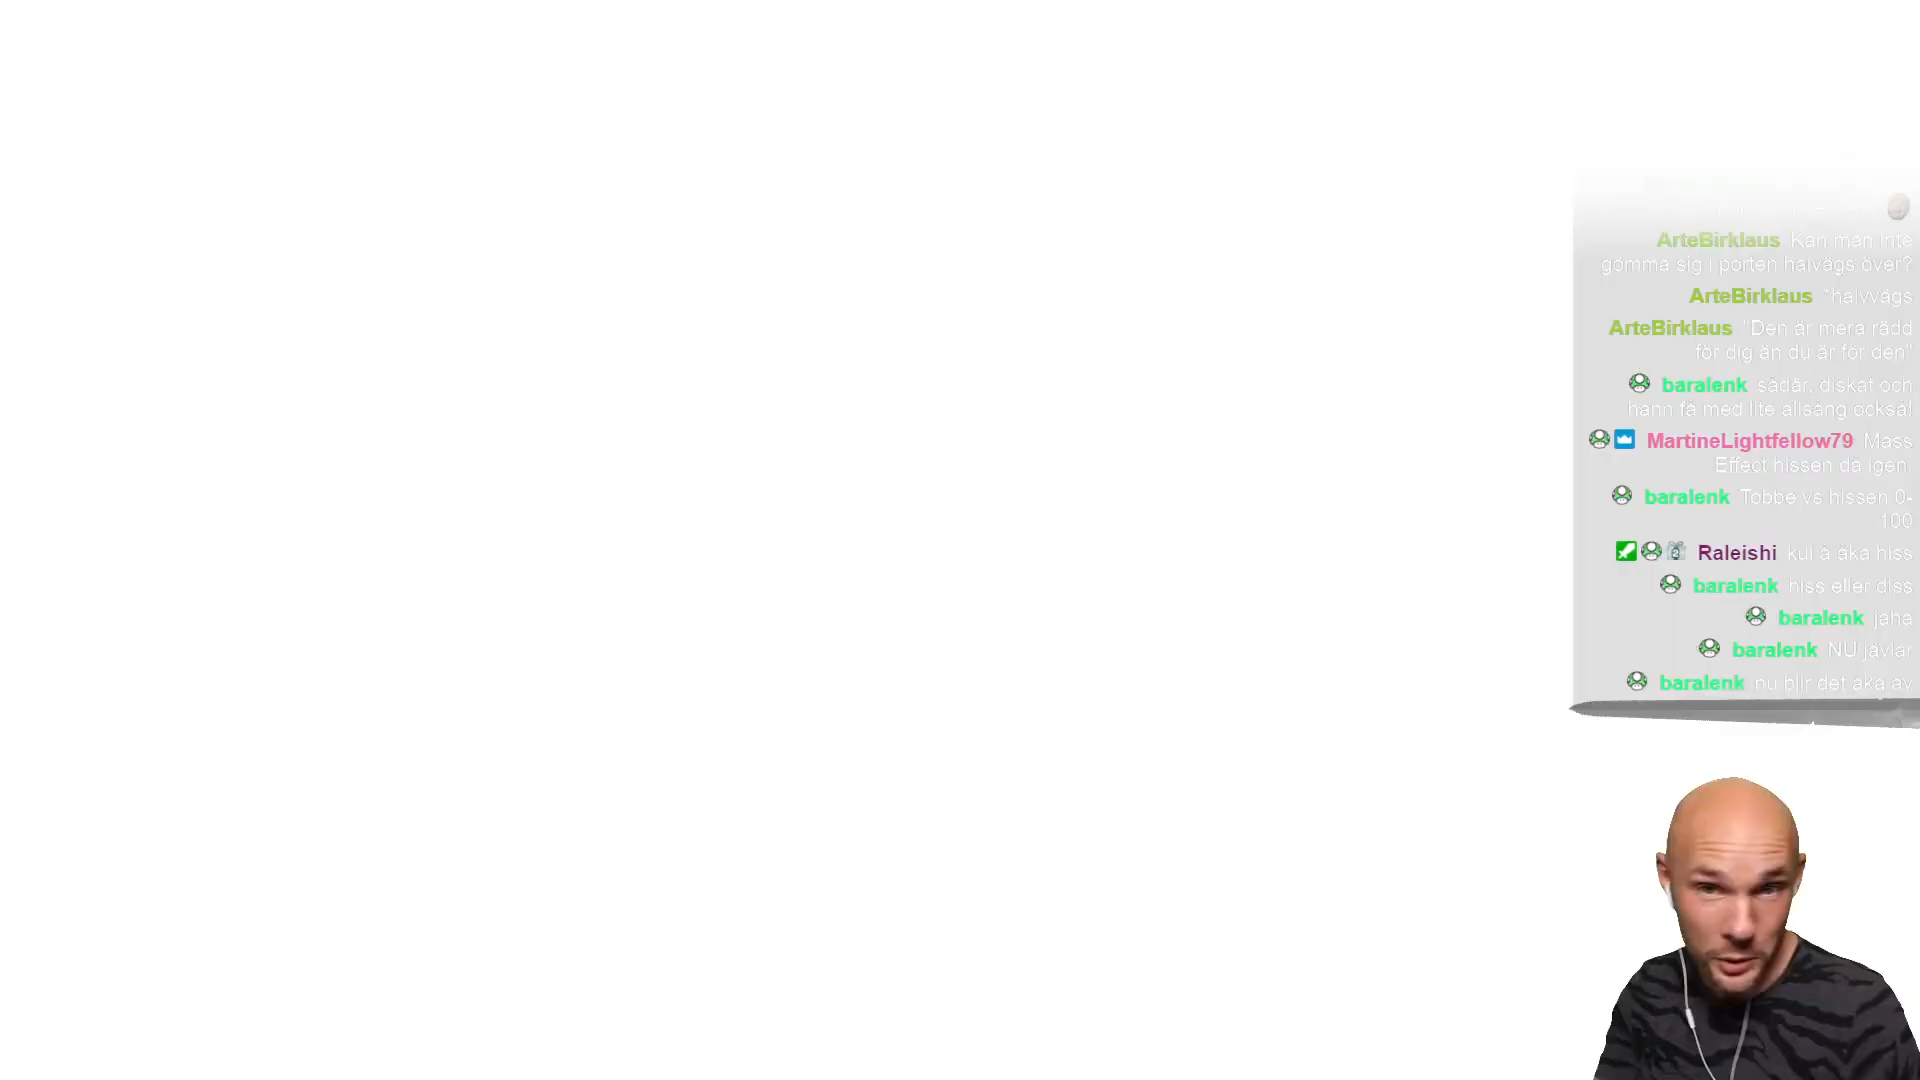 ArteBirklaus Kan man inte
gömma sig i porten halvägs över?
ArteBirklaus *halvvägs
ArteBirklaus "Den är mera rädd
för dig än du är för den"
baralenk sådär, diskat och
hann få med lite allsång också!
MartineLightfellow79 Mass
Effect hissen då igen.
baralenk Tobbe vs hissen 0-
100
Raleishi kul å åka hiss
baralenk hiss eller diss
baralenk jaha
baralenk NU jävlar
baralenk nu blir det åka av